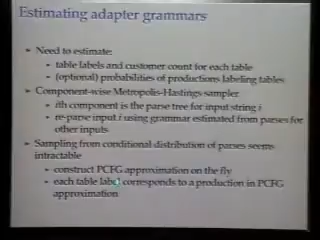 Estimating adapter grammars
Need to estimate:
table labels and customer count for each table
(optional) probabilities of productions labeling tables
Component-wise Metropolis-Hastings sampler
ith component is the parse tree for input string i
re-parse input i using grammar estimated from parses for
other inputs
Sampling from conditional distribution of parses seems
intractable
construct PCFG approximation on the fly
each table label corresponds to a production in PCFG
approximation